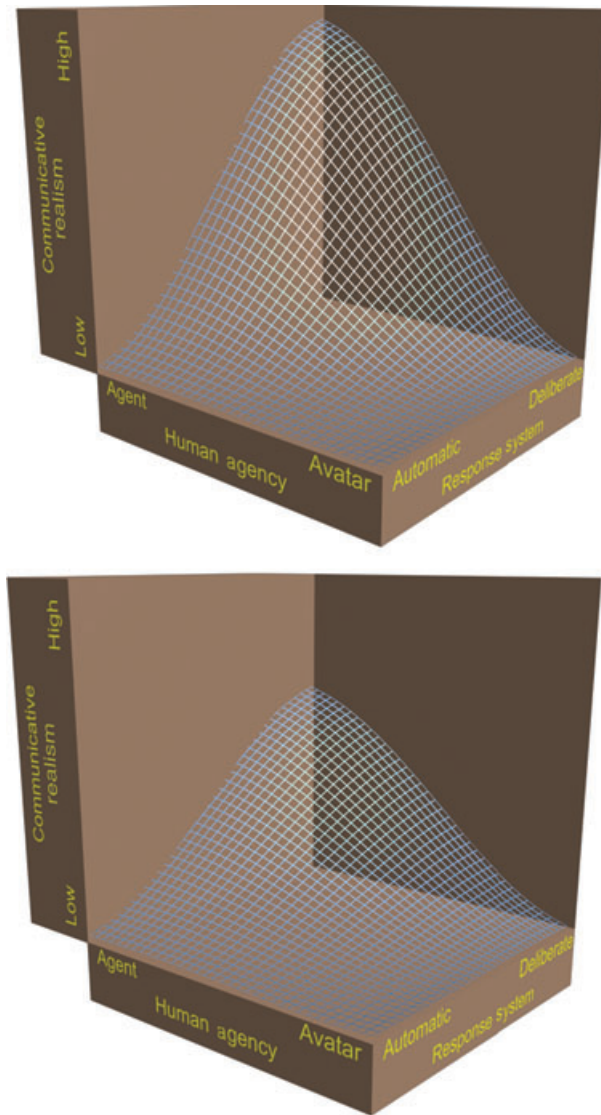 High
Communicative
realism
Low
Agent
Human agency
Avatar
Automatic
Response system
Deliberate
High
Communicative
realism
Low
Agent
Human agency
Avatar
Automatic
Response system
Deliberate